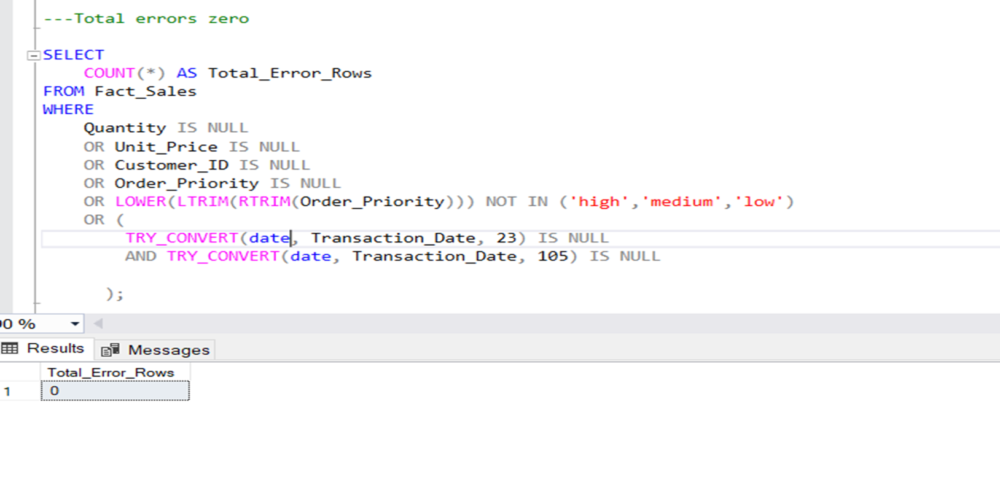 ---Total errors zero
SELECT
COUNT(*) AS Total_Error_Rows
FROM Fact_Sales
WHERE
Quantity IS NULL
OR Unit_Price IS NULL
OR Customer_ID IS NULL
OR Order_Priority IS NULL
OR LOWER(LTRIM(RTRIM(Order_Priority))) NOT IN ('high','medium','low')
OR (
TRY_CONVERT(date, Transaction_Date, 23) IS NULL
AND TRY_CONVERT(date, Transaction_Date, 105) IS NULL
);
00 %
Results Messages
Total_Error_Rows
1 0